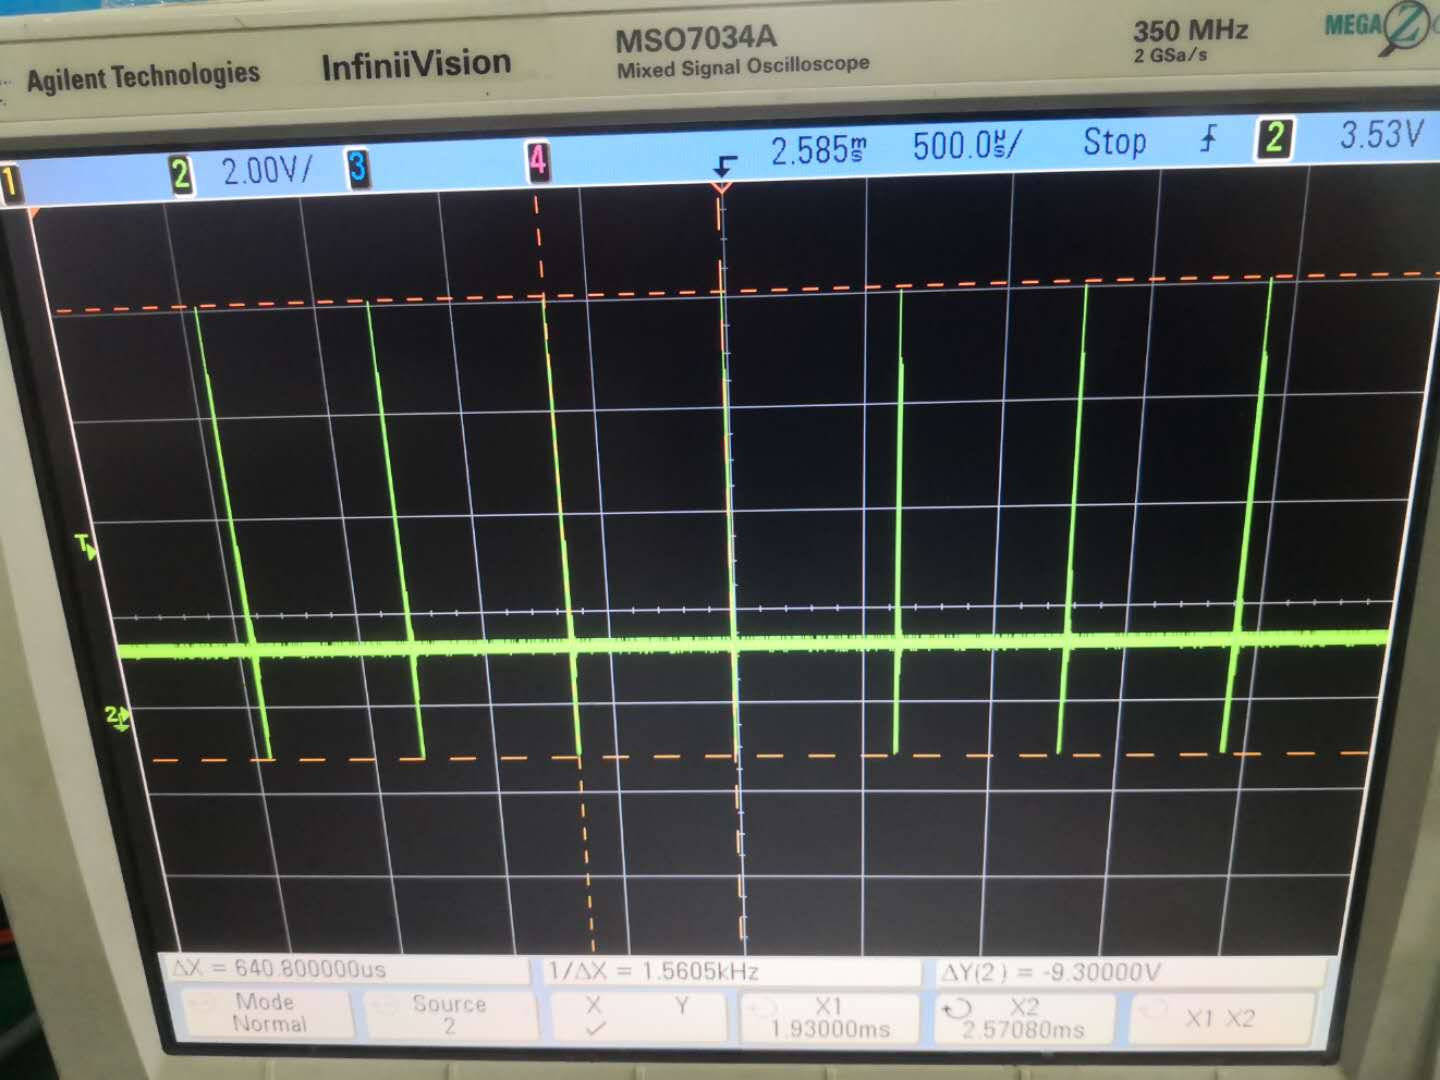 Agilent Technologies InfiniiVision MSO7034A 350 MHz MEGA Z
Mixed Signal Oscilloscope 2 GSa/s
1 2 2.00V/ 3 4 2.585ms 500.0µs/ Stop 2 3.53V
T
2
ΔX = 640.800000us 1/ΔX = 1.5605kHz ΔY(2) = -9.30000V
Mode Source X Y X1 X2 X1 X2
Normal 2 ✓ 1.93000ms 2.57080ms